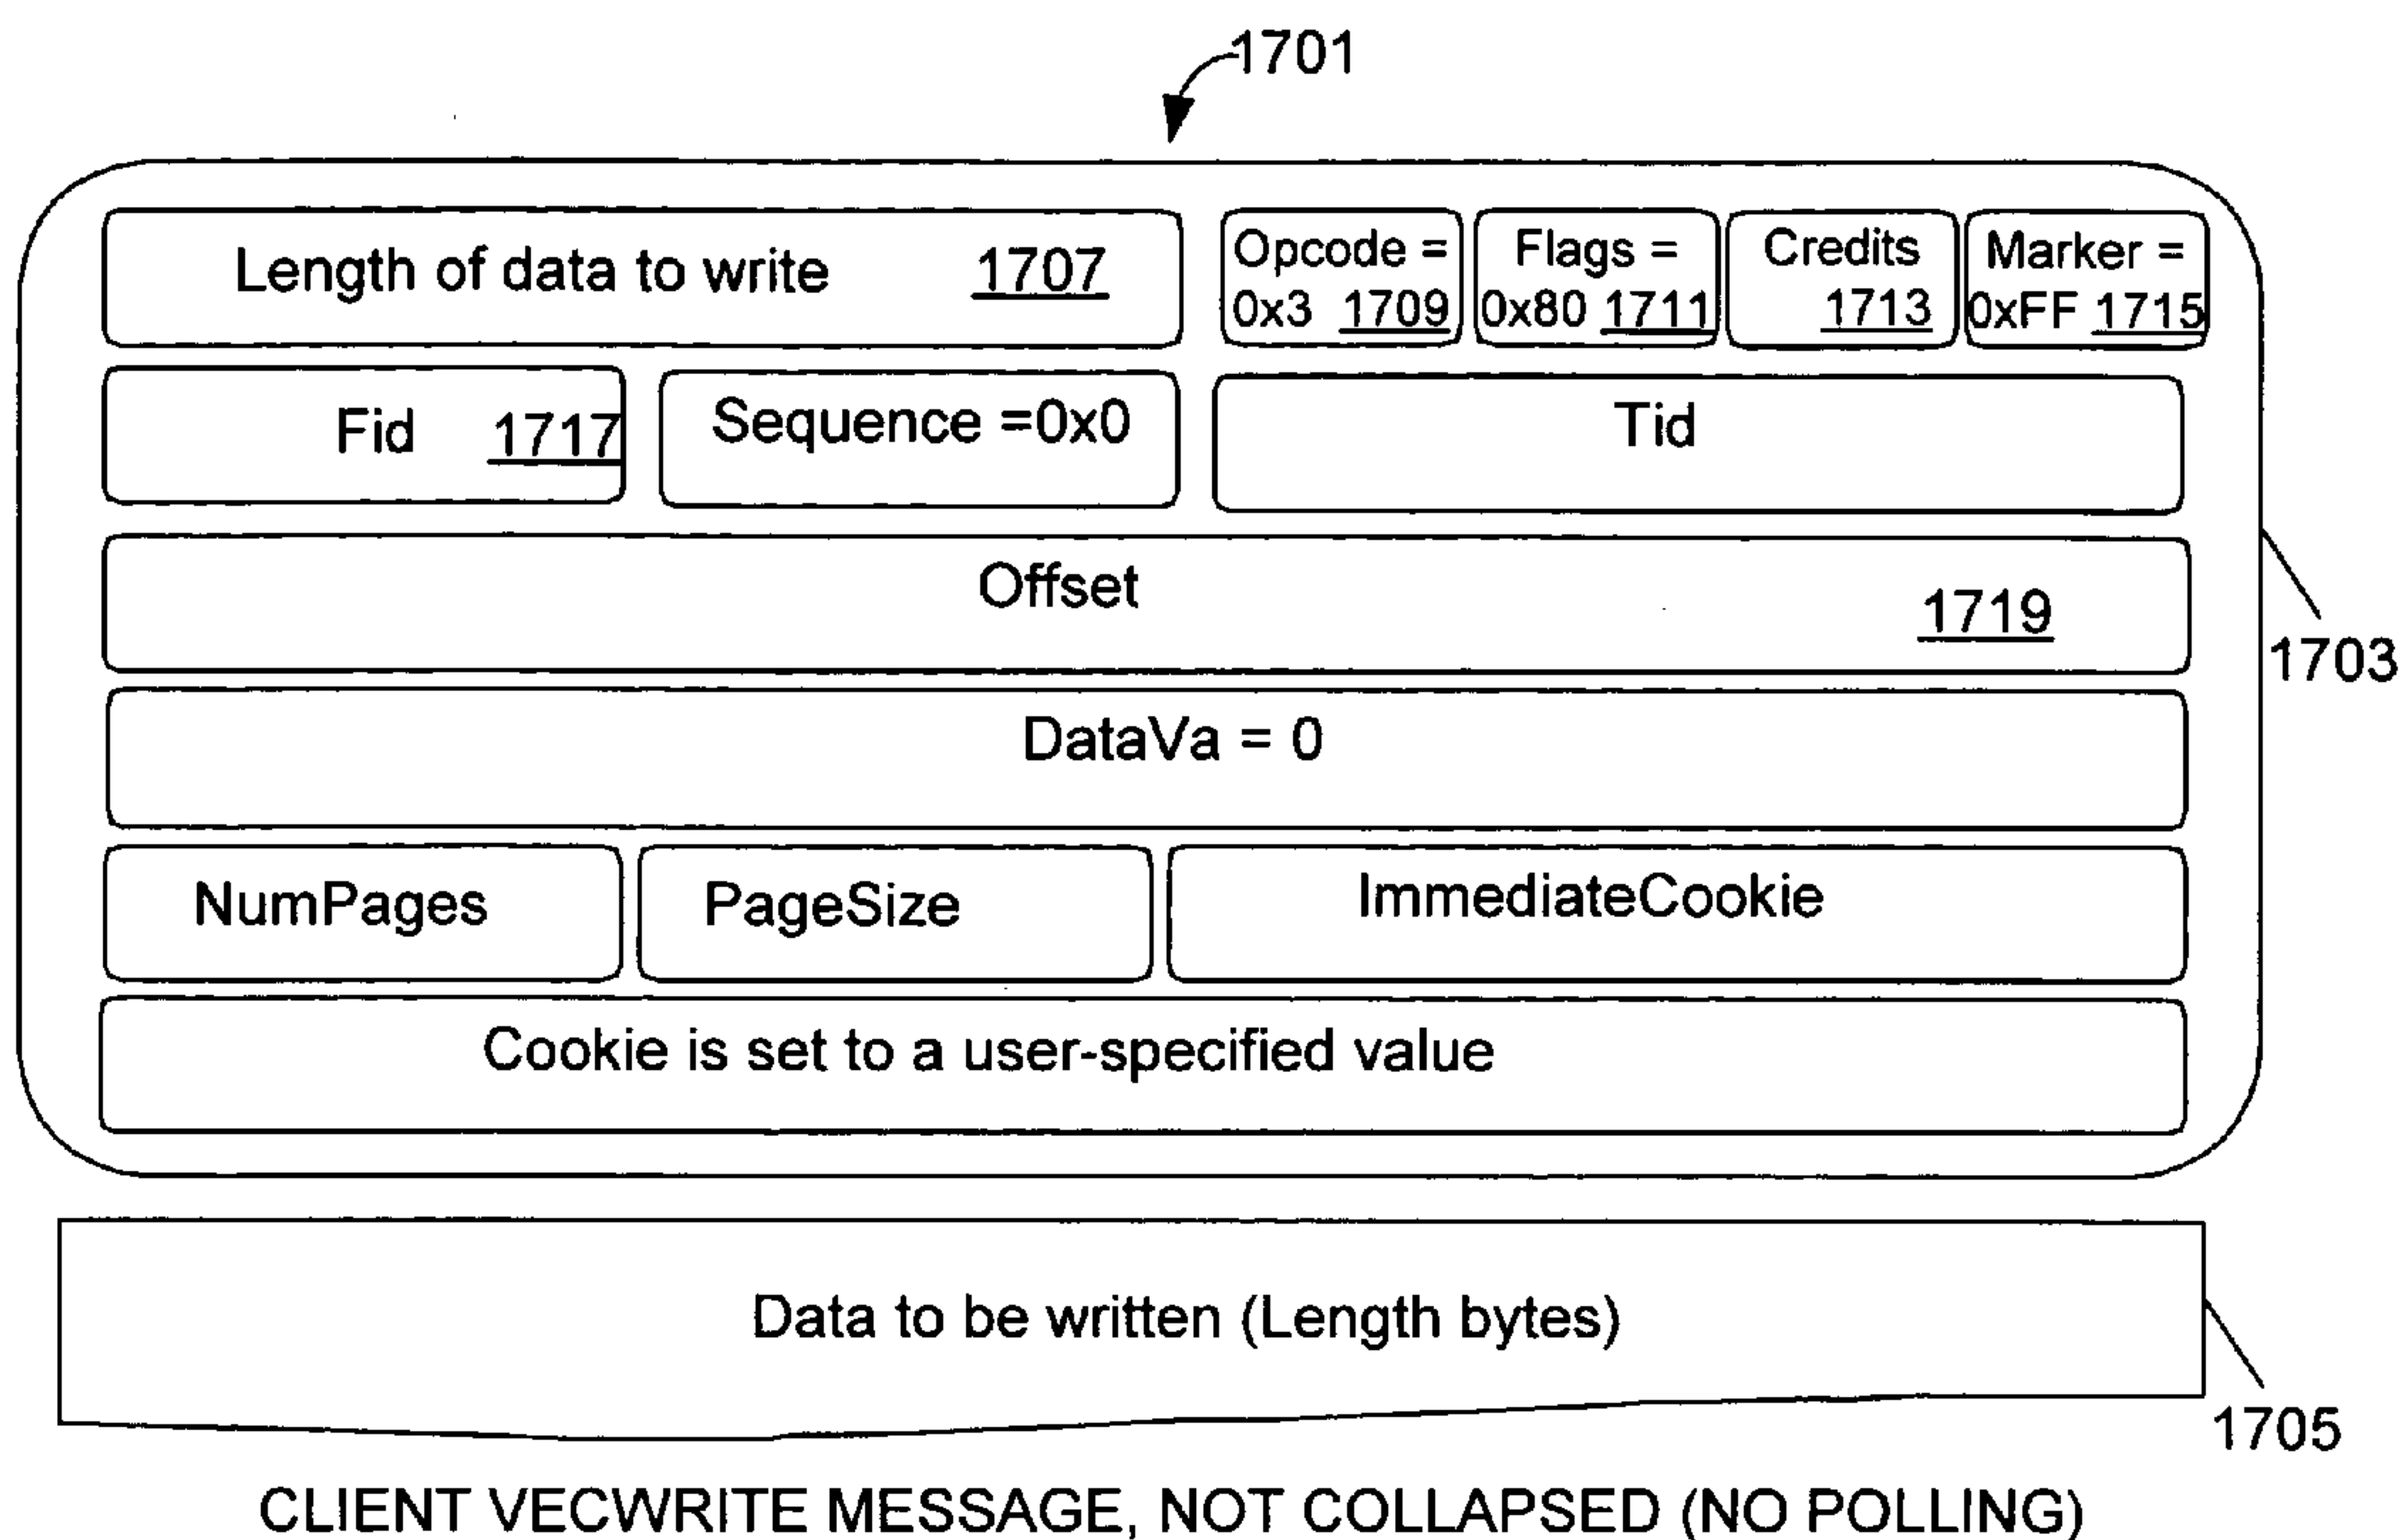 1701
Length of data to write 1707
Opcode =
0x3 1709
Flags =
0x80 1711
Credits
1713
Marker =
0xFF 1715
Fid 1717
Sequence =0x0
Tid
Offset
1719
1703
DataVa = 0
NumPages
PageSize
ImmediateCookie
Cookie is set to a user-specified value
Data to be written (Length bytes)
1705
CLIENT VECWRITE MESSAGE, NOT COLLAPSED (NO POLLING)